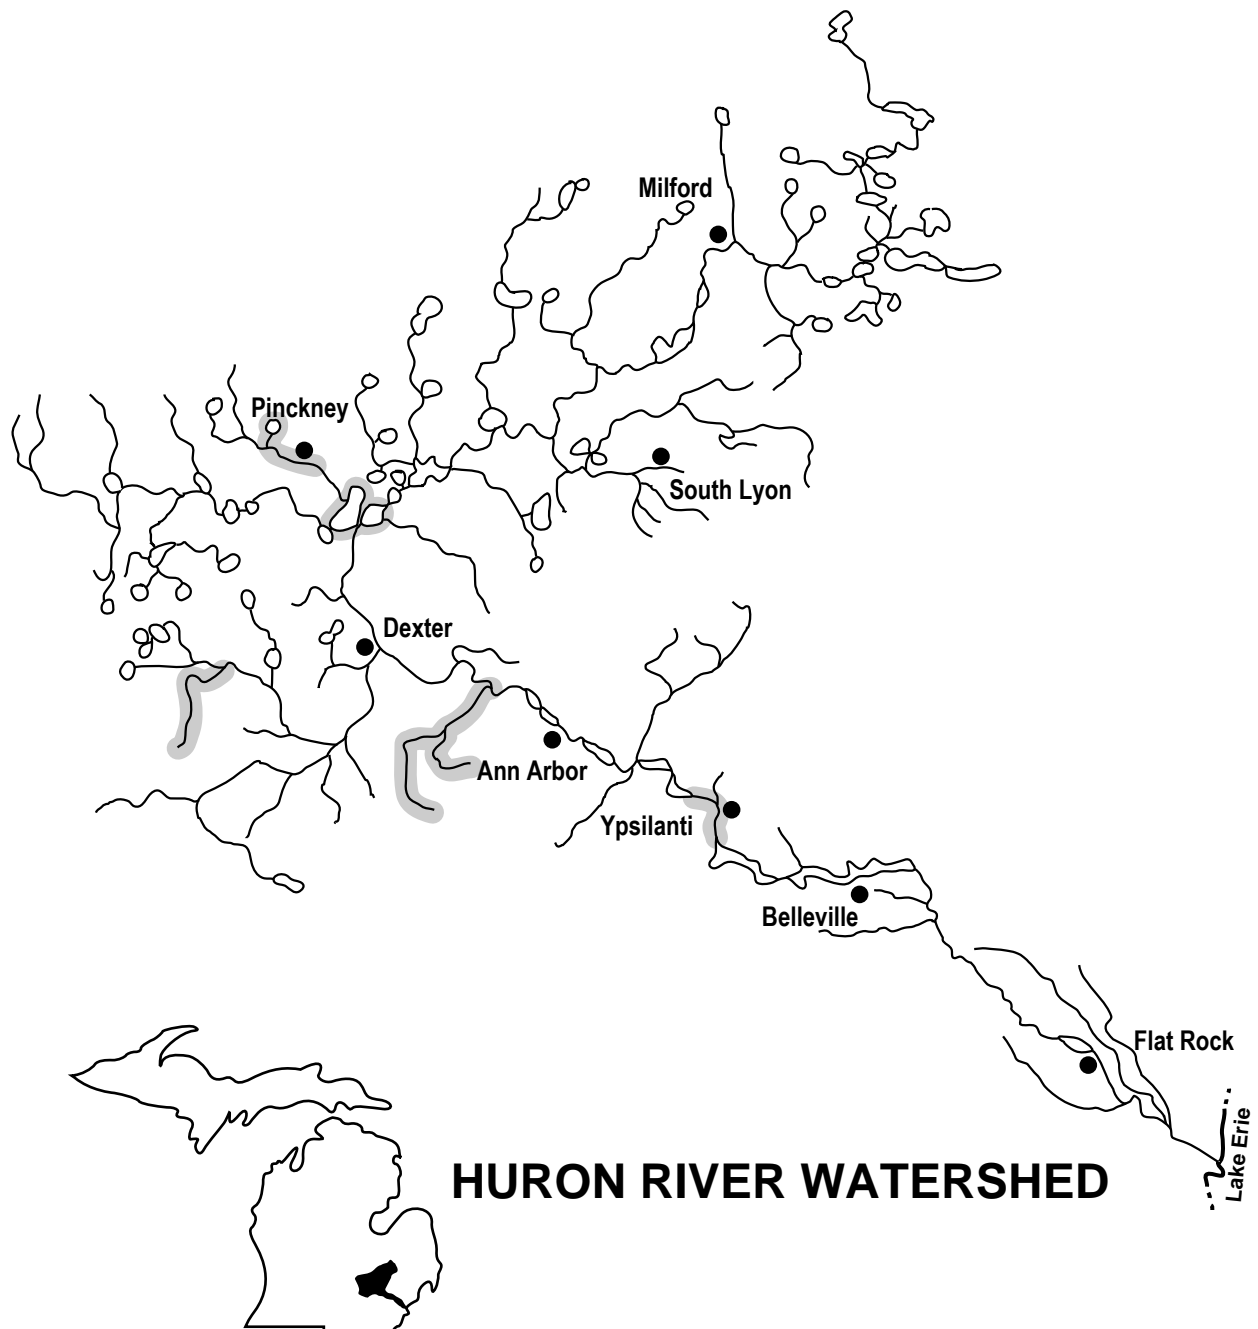 Milford
Pinckney
South Lyon
Dexter
Ann Arbor
Ypsilanti
Belleville
Flat Rock
Lake Erie
HURON RIVER WATERSHED